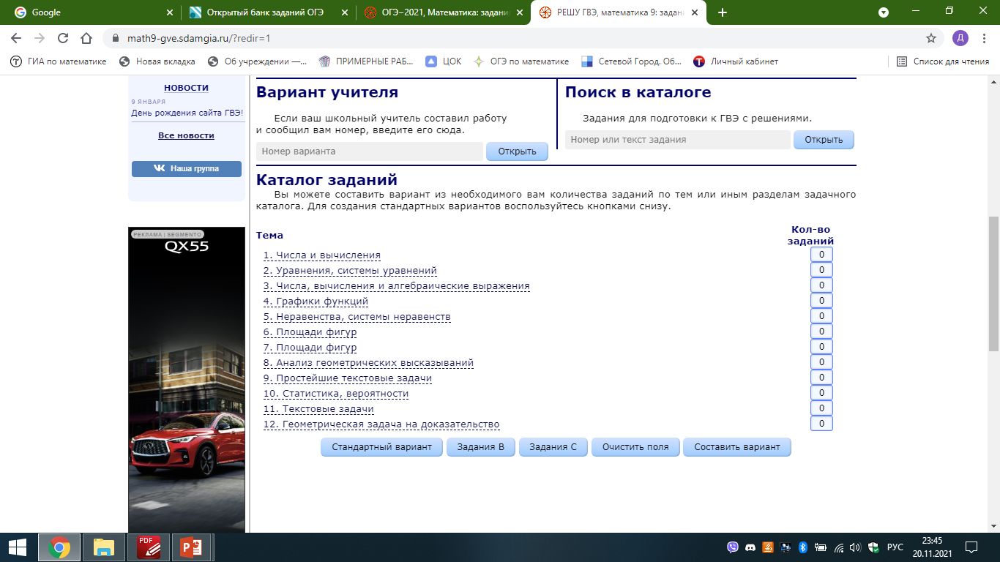 Google
Открытый банк заданий ОГЭ
ОГЭ−2021, Математика: задани
РЕШУ ГВЭ, математика 9: задани
math9-gve.sdamgia.ru/?redir=1
Д
ГИА по математике
Новая вкладка
Об учреждении —...
ПРИМЕРНЫЕ РАБ...
ЦОК
ОГЭ по математике
Сетевой Город. Об...
Личный кабинет
Список для чтения
НОВОСТИ
9 ЯНВАРЯ
День рождения сайта ГВЭ!
Все новости
Наша группа
РЕКЛАМА | SEGMENTO
QX55
Вариант учителя
Если ваш школьный учитель составил работу
и сообщил вам номер, введите его сюда.
Номер варианта
Открыть
Поиск в каталоге
Задания для подготовки к ГВЭ с решениями.
Номер или текст задания
Открыть
Каталог заданий
Вы можете составить вариант из необходимого вам количества заданий по тем или иным разделам задачного
каталога. Для создания стандартных вариантов воспользуйтесь кнопками снизу.
Тема
Кол-во
заданий
1. Числа и вычисления 0
2. Уравнения, системы уравнений 0
3. Числа, вычисления и алгебраические выражения 0
4. Графики функций 0
5. Неравенства, системы неравенств 0
6. Площади фигур 0
7. Площади фигур 0
8. Анализ геометрических высказываний 0
9. Простейшие текстовые задачи 0
10. Статистика, вероятности 0
11. Текстовые задачи 0
12. Геометрическая задача на доказательство 0
Стандартный вариант Задания B Задания C Очистить поля Составить вариант
PDF
РУС
23:45
20.11.2021